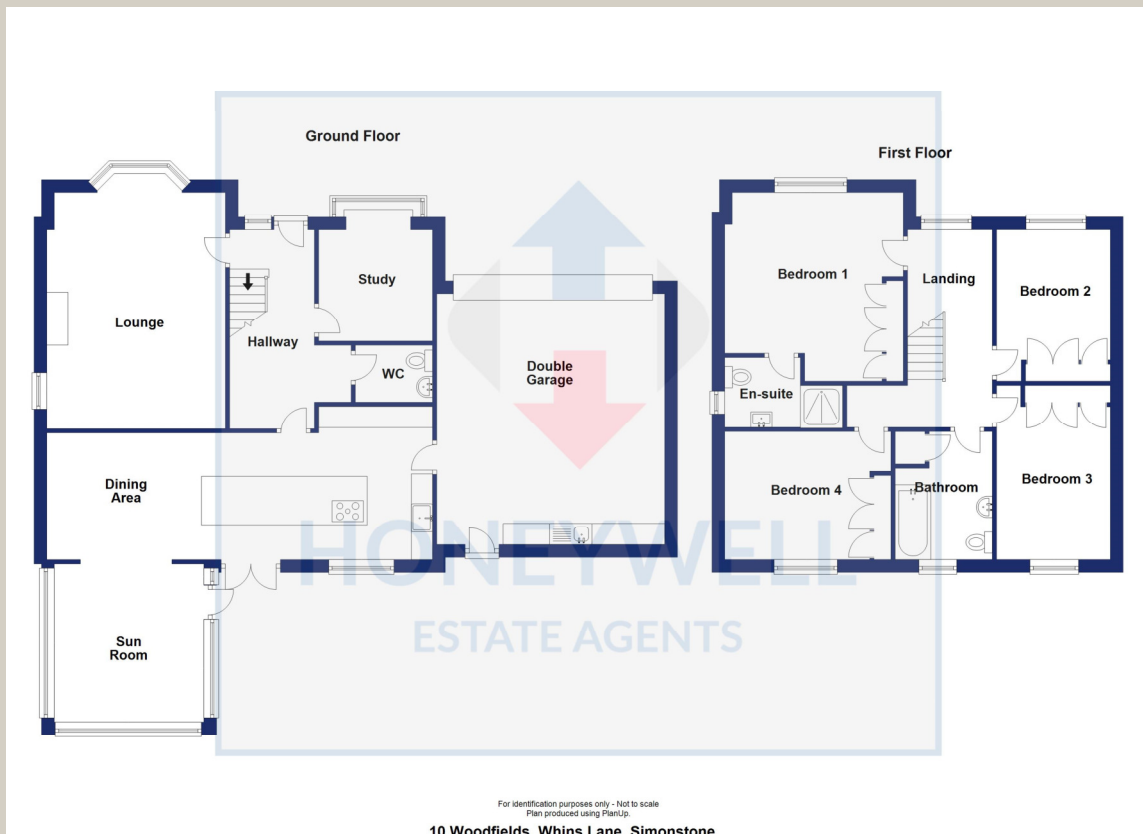 Ground Floor
First Floor
Lounge
Hallway
Study
WC
Double
Garage
Dining
Area
Sun
Room
Bedroom 1
Landing
Bedroom 2
En-suite
Bedroom 4
Bathroom
Bedroom 3
HONEYWELL
ESTATE AGENTS
For identification purposes only - Not to scale
Plan produced using PlanUp.
10 Woodfields, Whins Lane, Simonstone